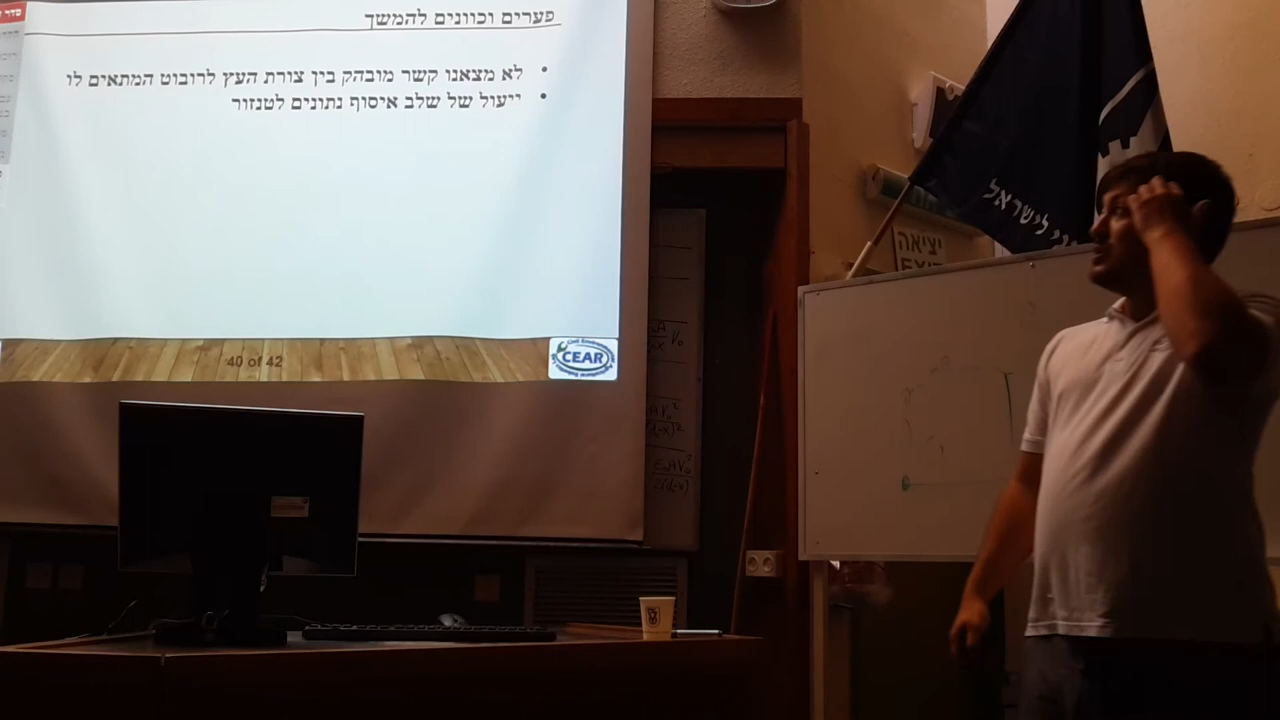 פערים וכוונים להמשך
• לא מצאנו קשר מובהק בין צורת העץ לרובוט המתאים לו
• ייעול של שלב איסוף נתונים לטנזור
40 of 42
CEAR
לישראל
יציאה
EXIT